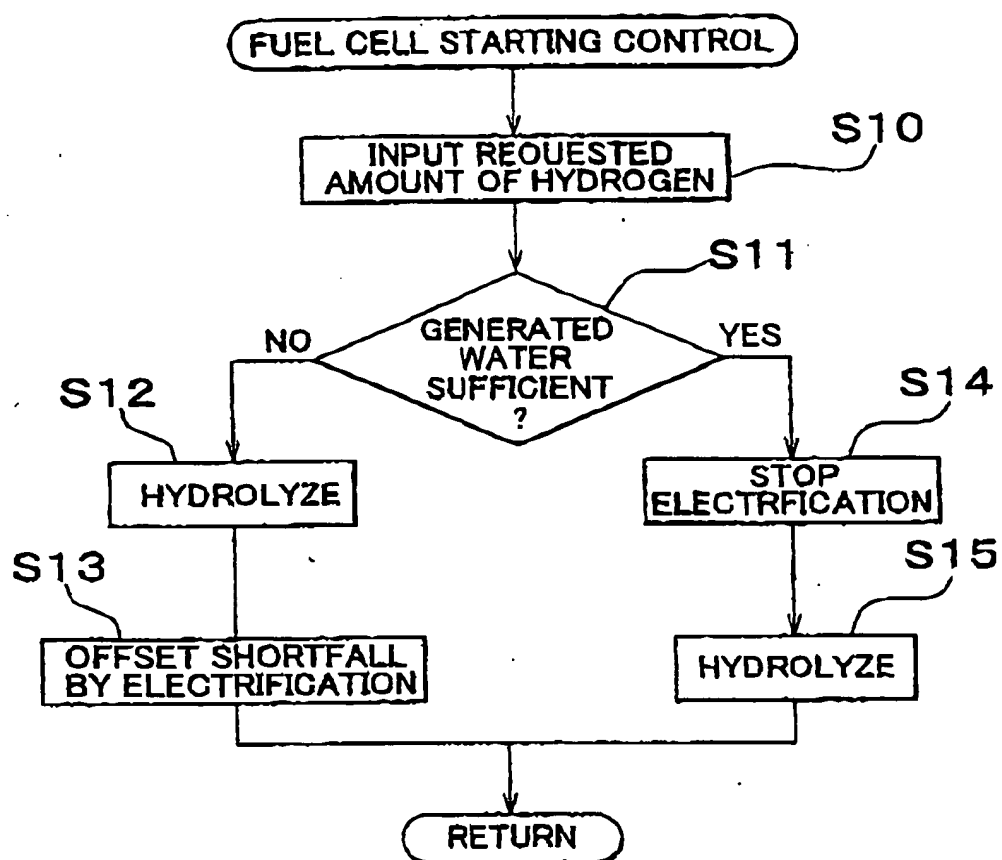 FUEL CELL STARTING CONTROL
S10
INPUT REQUESTED
AMOUNT OF HYDROGEN
S11
GENERATED
WATER
SUFFICIENT
?
NO
YES
S12
HYDROLYZE
S14
STOP
ELECTRFICATION
S13
OFFSET SHORTFALL
BY ELECTRIFICATION
S15
HYDROLYZE
RETURN